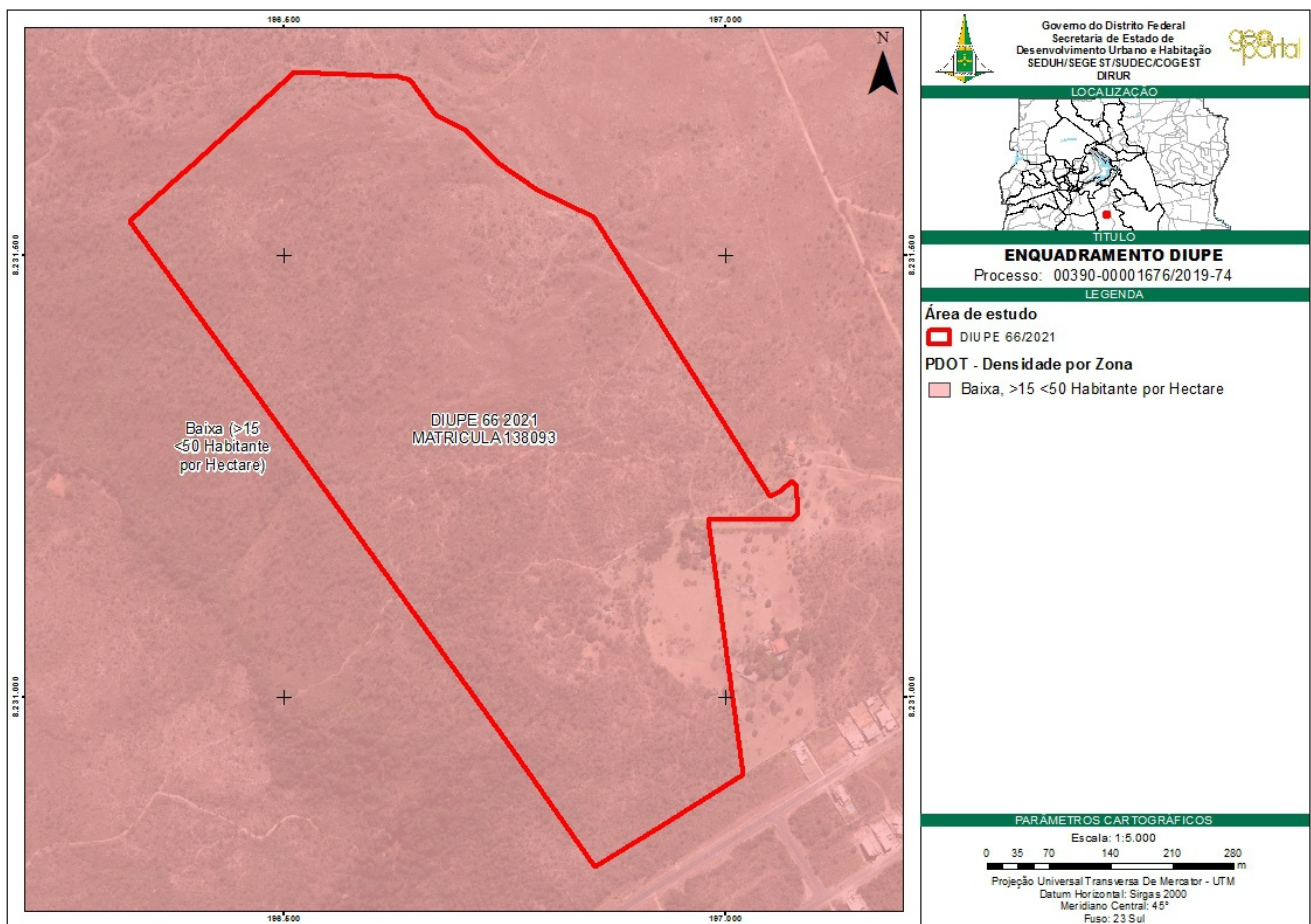 196.500
197.000
8.231.500
8.231.500
N
Baixa (>15
<50 Habitante
por Hectare)
DIUPE 66 2021
MATRICULA 138093
8.231.000
8.231.000
196.500
197.000
Governo do Distrito Federal
Secretaria de Estado de
Desenvolvimento Urbano e Habitação
SEDUH/SEGEST/SUDEC/COGEST
DIRUR
geo
portal
LOCALIZAÇÃO
TÍTULO
ENQUADRAMENTO DIUPE
Processo: 00390-00001676/2019-74
LEGENDA
Área de estudo
DIUPE 66/2021
PDOT - Densidade por Zona
Baixa, >15 <50 Habitante por Hectare
PARÂMETROS CARTOGRÁFICOS
Escala: 1:5.000
0 35 70 140 210 280
m
Projeção Universal Transversa De Mercator - UTM
Datum Horizontal: Sirgas 2000
Meridiano Central: 45°
Fuso: 23 Sul